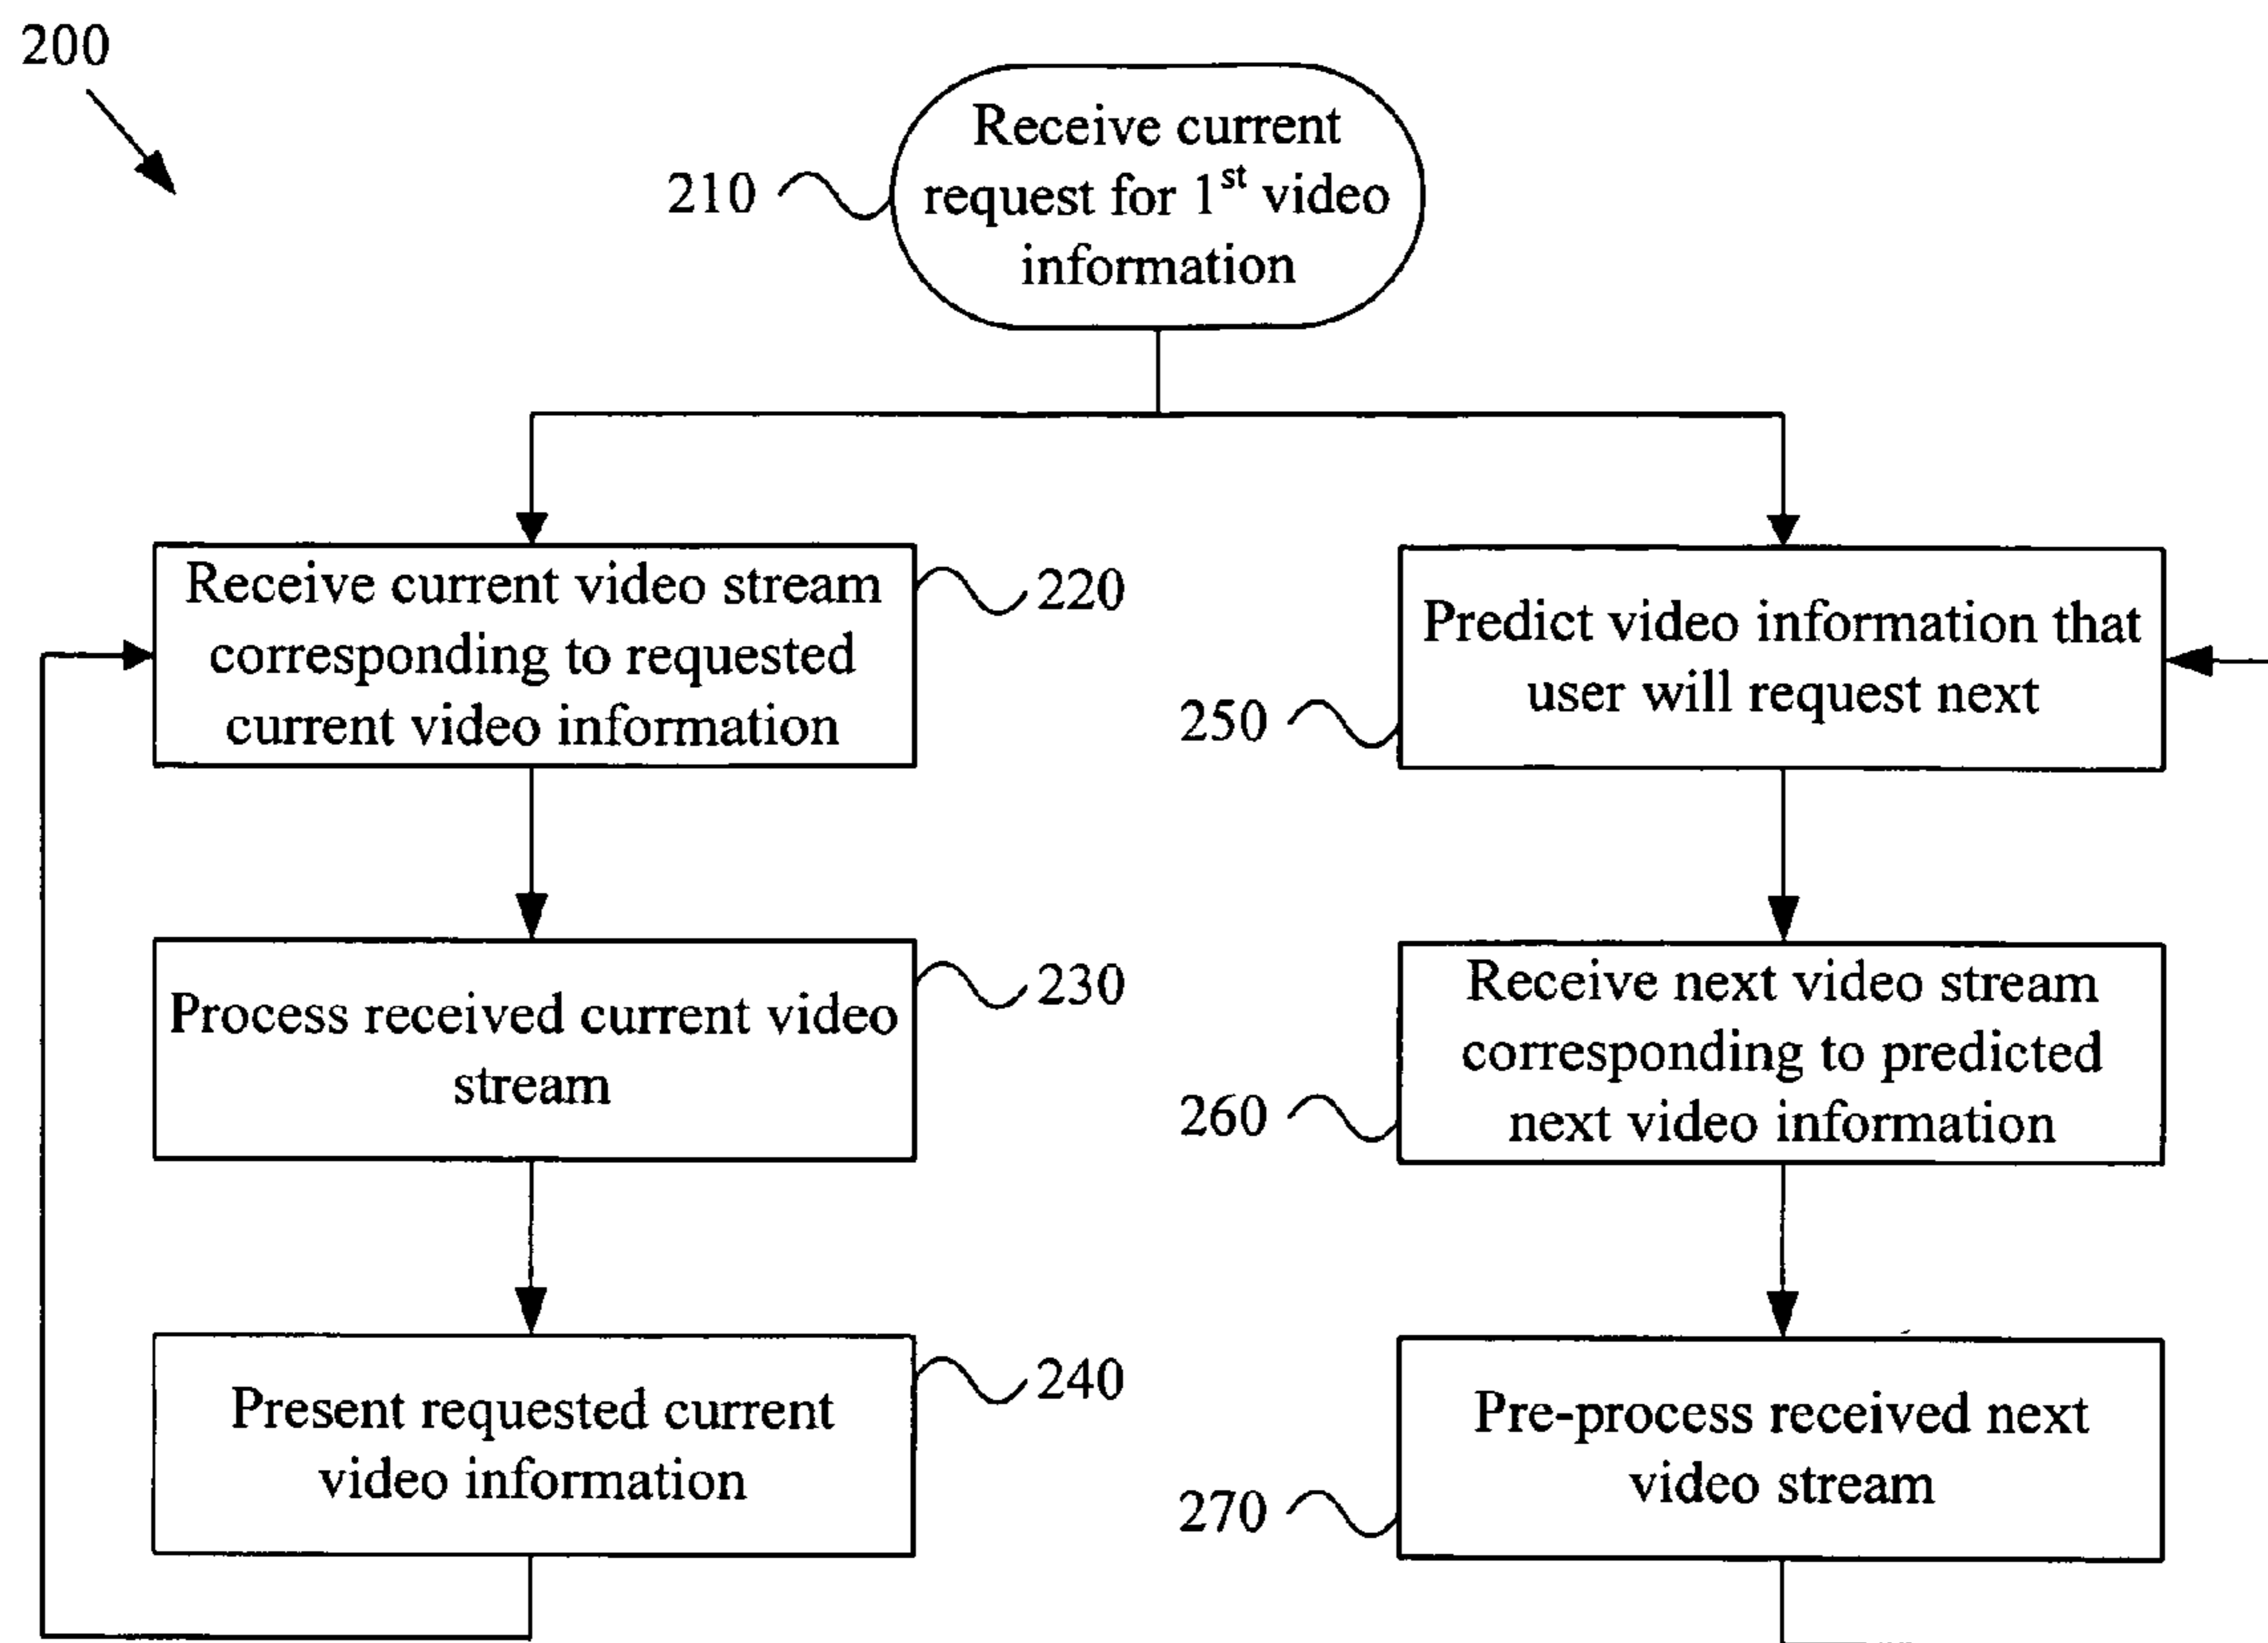 200
Receive current
request for 1st video
information
210
Receive current video stream
corresponding to requested
current video information
220
Predict video information that
user will request next
250
Process received current video
stream
230
Receive next video stream
corresponding to predicted
next video information
260
Present requested current
video information
240
Pre-process received next
video stream
270